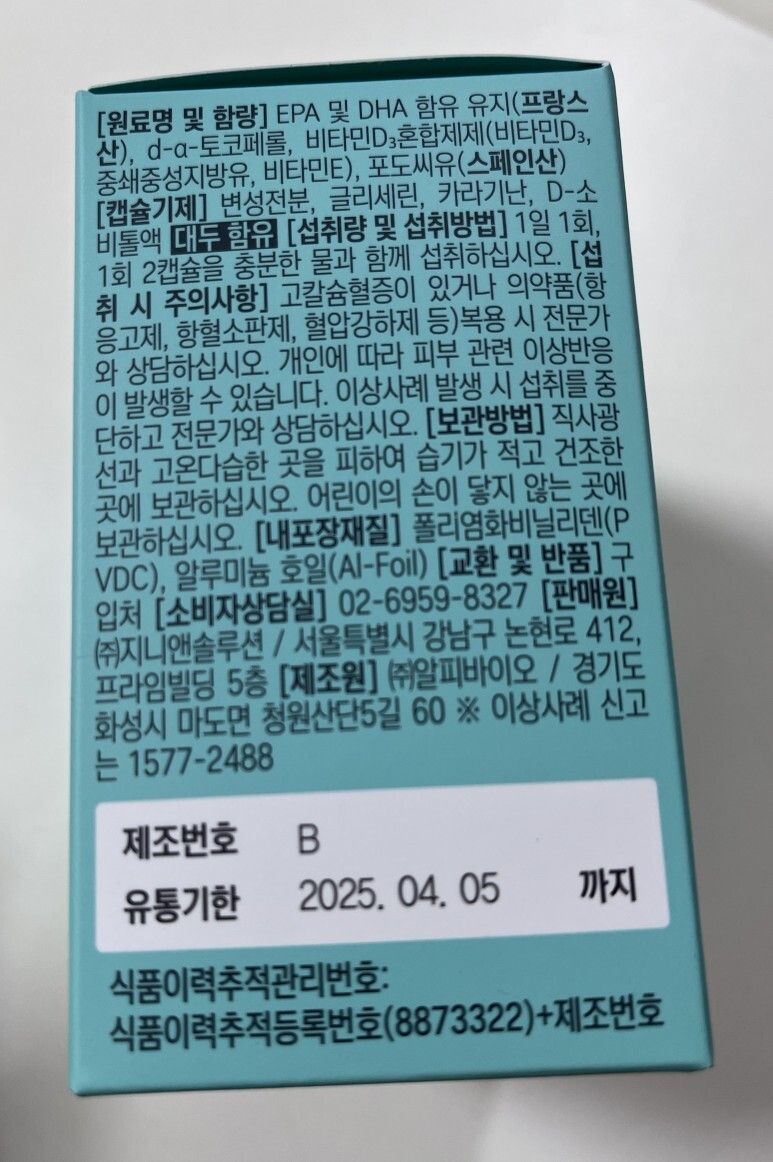 [원료명 및 함량] EPA 및 DHA 함유 유지(프랑스
산), d-α-토코페롤, 비타민D₃혼합제제(비타민D₃,
중쇄중성지방유, 비타민E), 포도씨유(스페인산)
[캡슐기제] 변성전분, 글리세린, 카라기난, D-소
비톨액 대두 함유 [섭취량 및 섭취방법] 1일 1회,
1회 2캡슐을 충분한 물과 함께 섭취하십시오. [섭
취 시 주의사항] 고칼슘혈증이 있거나 의약품(항
응고제, 항혈소판제, 혈압강하제 등)복용 시 전문가
와 상담하십시오. 개인에 따라 피부 관련 이상반응
이 발생할 수 있습니다. 이상사례 발생 시 섭취를 중
단하고 전문가와 상담하십시오. [보관방법] 직사광
선과 고온다습한 곳을 피하여 습기가 적고 건조한
곳에 보관하십시오. 어린이의 손이 닿지 않는 곳에
보관하십시오. [내포장재질] 폴리염화비닐리덴(P
VDC), 알루미늄 호일(Al-Foil) [교환 및 반품] 구
입처 [소비자상담실] 02-6959-8327 [판매원]
㈜지니앤솔루션 / 서울특별시 강남구 논현로 412,
프라임빌딩 5층 [제조원] ㈜알피바이오 / 경기도
화성시 마도면 청원산단5길 60 ※ 이상사례 신고
는 1577-2488
제조번호 B
유통기한 2025. 04. 05 까지
식품이력추적관리번호:
식품이력추적등록번호(8873322)+제조번호